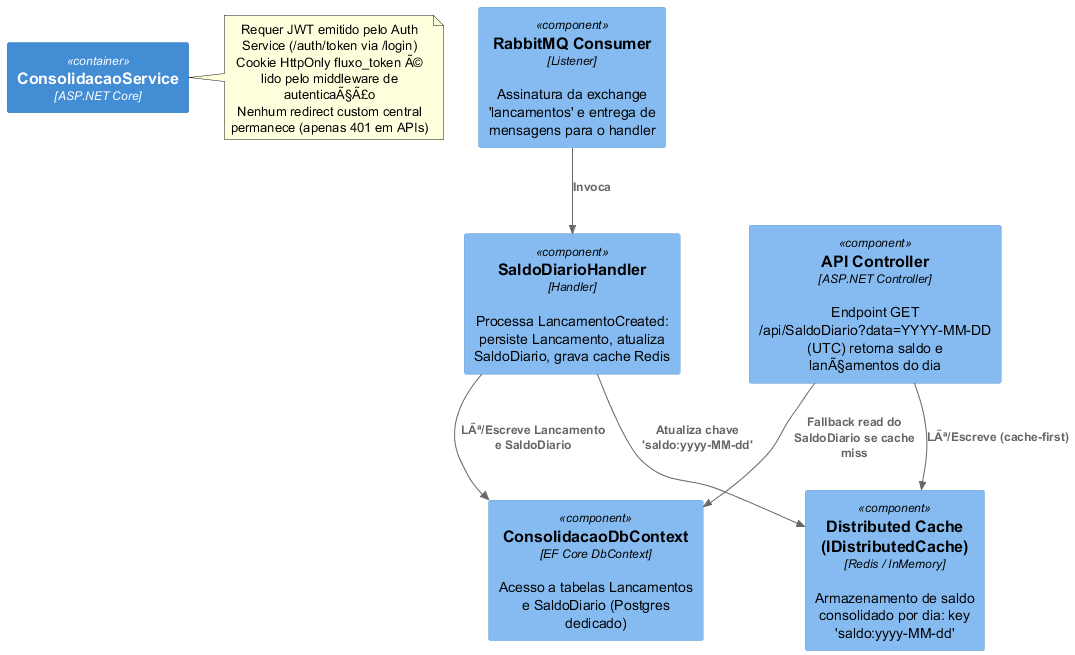 «container»
ConsolidacaoService
[ASP.NET Core]
Requer JWT emitido pelo Auth
Service (/auth/token via /login)
Cookie HttpOnly fluxo_token Ã©
lido pelo middleware de
autenticaÃ§Ã£o
Nenhum redirect custom central
permanece (apenas 401 em APIs)
«component»
RabbitMQ Consumer
[Listener]
Assinatura da exchange
'lancamentos' e entrega de
mensagens para o handler
Invoca
«component»
SaldoDiarioHandler
[Handler]
Processa LancamentoCreated:
persiste Lancamento, atualiza
SaldoDiario, grava cache Redis
«component»
API Controller
[ASP.NET Controller]
Endpoint GET
/api/SaldoDiario?data=YYYY-MM-DD
(UTC) retorna saldo e
lanÃ§amentos do dia
LÃª/Escreve Lancamento
e SaldoDiario
Atualiza chave
'saldo:yyyy-MM-dd'
Fallback read do
SaldoDiario se cache
miss
LÃª/Escreve (cache-first)
«component»
ConsolidacaoDbContext
[EF Core DbContext]
Acesso a tabelas Lancamentos
e SaldoDiario (Postgres
dedicado)
«component»
Distributed Cache
(IDistributedCache)
[Redis / InMemory]
Armazenamento de saldo
consolidado por dia: key
'saldo:yyyy-MM-dd'